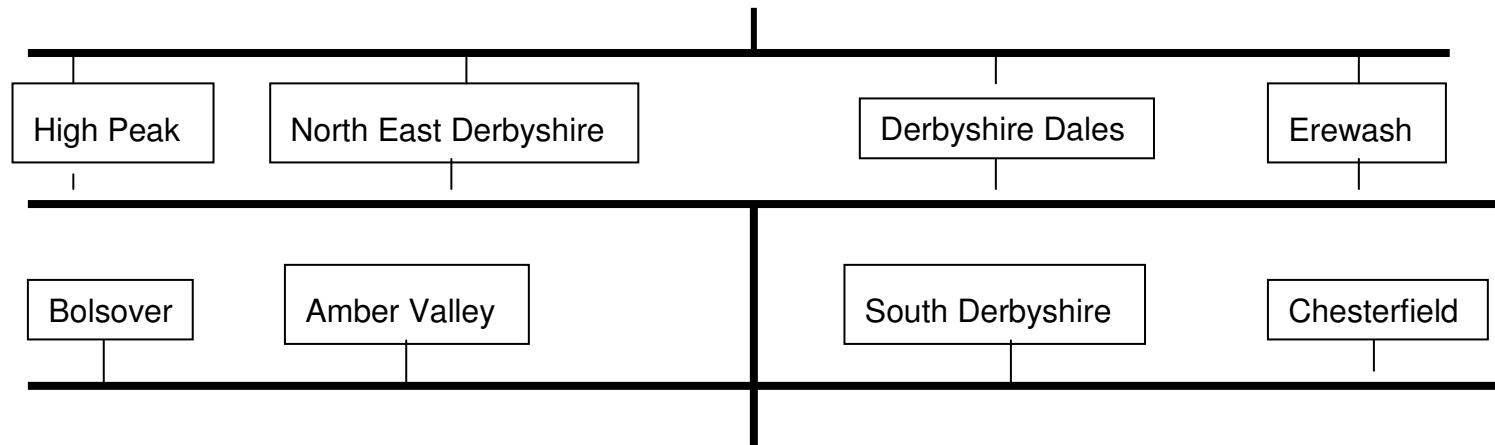 High Peak
North East Derbyshire
Derbyshire Dales
Erewash
Bolsover
Amber Valley
South Derbyshire
Chesterfield